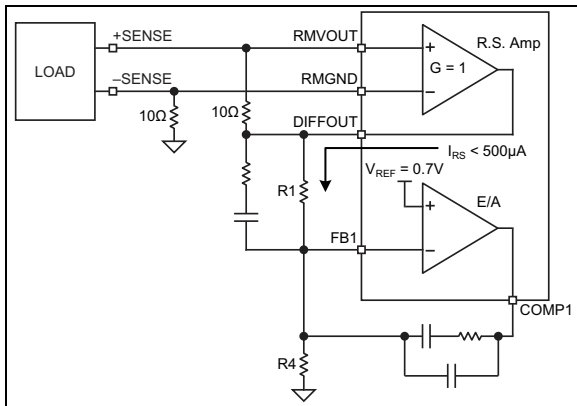 +SENSE
RMVOUT
+
R.S. Amp
LOAD
G = 1
–SENSE
RMGND
–
10Ω
10Ω
DIFFOUT
I_RS < 500µA
V_REF = 0.7V
R1
+
E/A
FB1
–
COMP1
R4